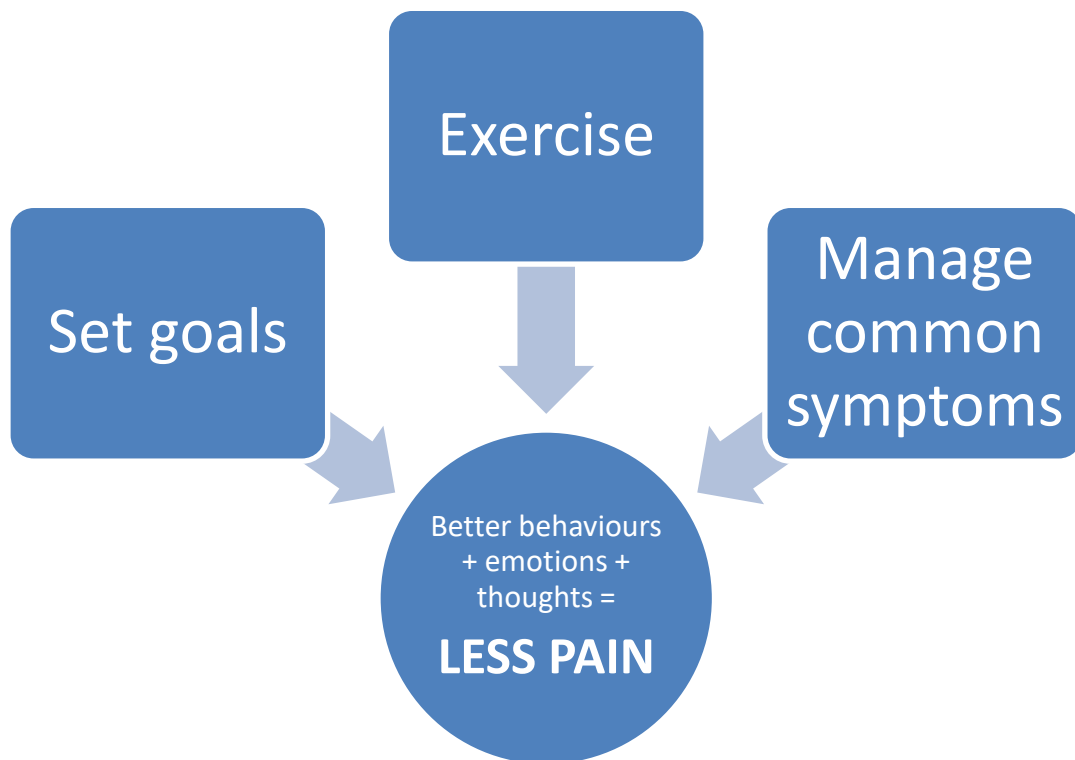 Exercise
Set goals
Manage
common
symptoms
Better behaviours
+ emotions +
thoughts =
LESS PAIN